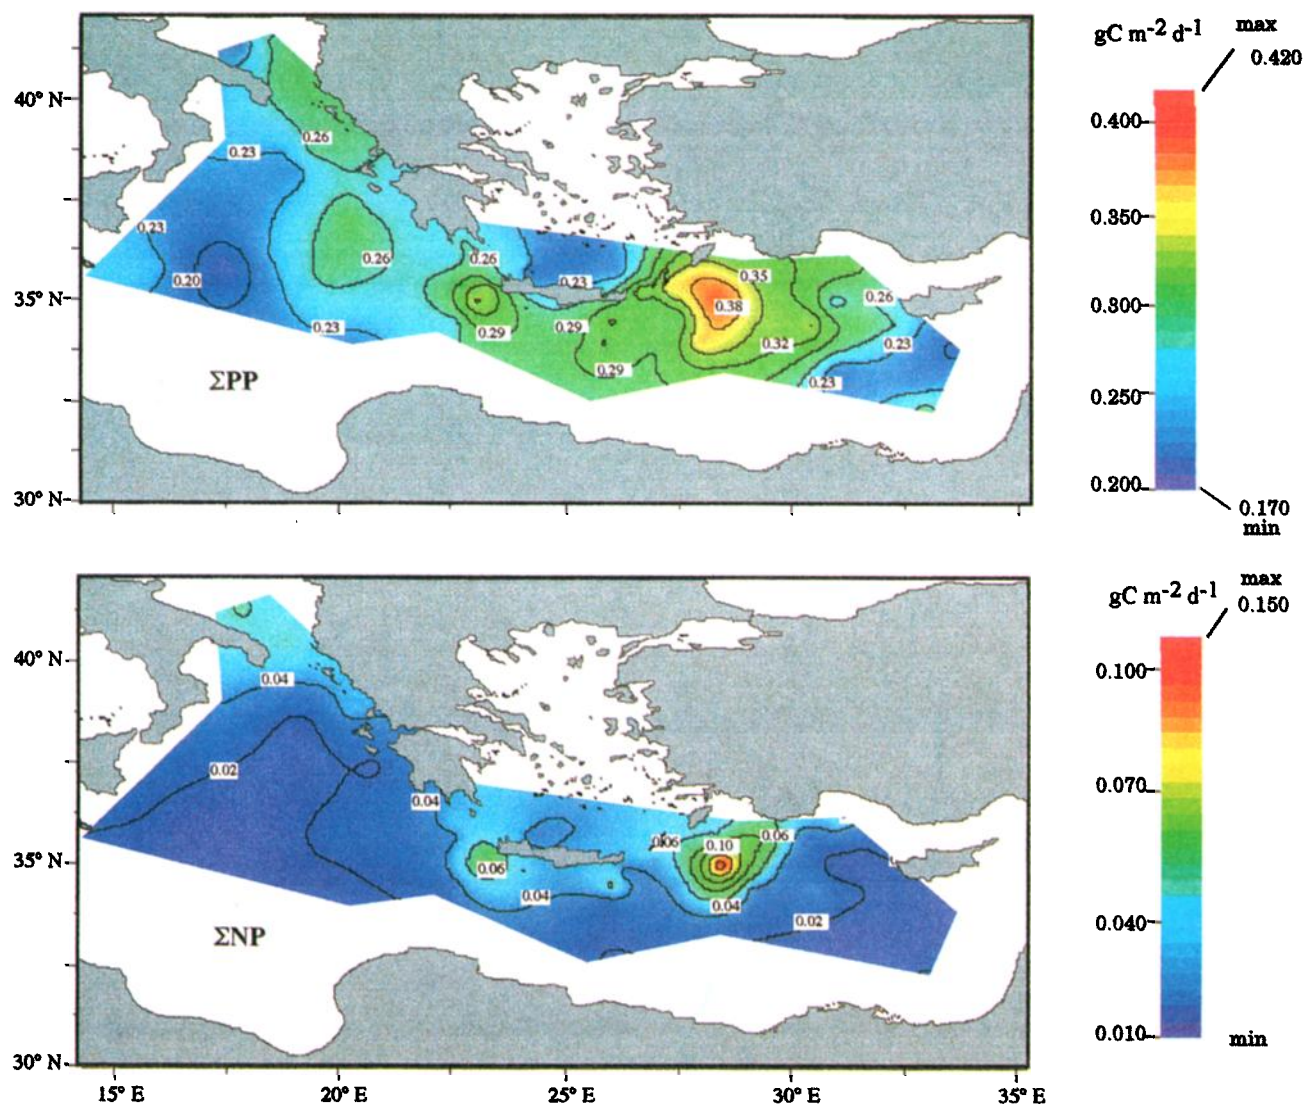 gC m-2 d-1
max
0.420
40° N
35° N
30° N
0.26
0.23
0.23
0.26
0.20
0.23
0.26
0.23
0.29
0.29
0.29
0.35
0.38
0.32
0.26
0.23
0.23
ΣPP
0.400
0.350
0.300
0.250
0.200
0.170
min
gC m-2 d-1
max
0.150
40° N
35° N
30° N
0.04
0.02
0.04
0.06
0.04
0.06
0.10
0.06
0.04
0.02
ΣNP
0.100
0.070
0.040
0.010
min
15° E
20° E
25° E
30° E
35° E